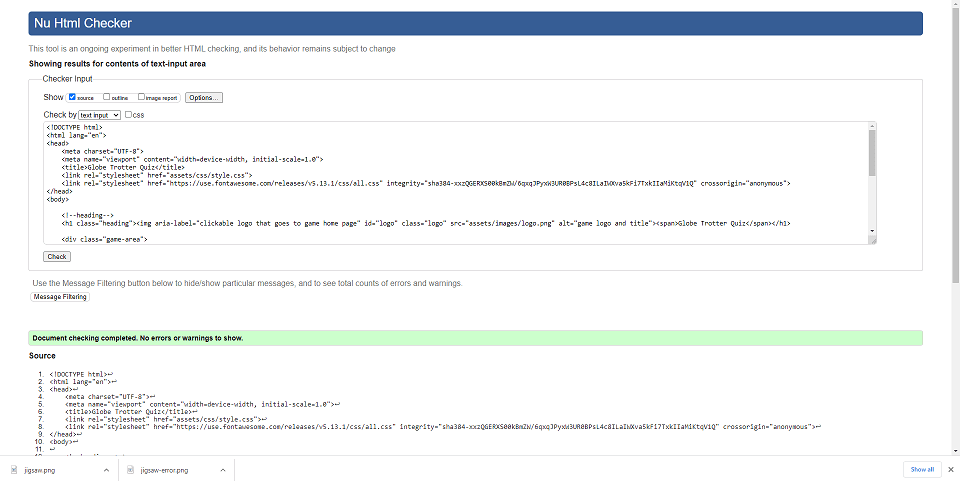 Nu Html Checker
This tool is an ongoing experiment in better HTML checking, and its behavior remains subject to change
Showing results for contents of text-input area
Checker Input
Show source outline image report Options...
Check by text input css
<!DOCTYPE html>
<html lang="en">
<head>
<meta charset="UTF-8">
<meta name="viewport" content="width=device-width, initial-scale=1.0">
<title>Globe Trotter Quiz</title>
<link rel="stylesheet" href="assets/css/style.css">
<link rel="stylesheet" href="https://use.fontawesome.com/releases/v5.13.1/css/all.css" integrity="sha384-xxzQGERXS00kBmZW/6qxqJPyxW3UR0BPsL4c8ILaIWXva5kFi7TxkIIaMiKtqV1Q" crossorigin="anonymous">
</head>
<body>
<!--heading-->
<h1 class="heading"><img aria-label="clickable logo that goes to game home page" id="logo" class="logo" src="assets/images/logo.png" alt="game logo and title"><span>Globe Trotter Quiz</span></h1>
<div class="game-area">
Check
Use the Message Filtering button below to hide/show particular messages, and to see total counts of errors and warnings.
Message Filtering
Document checking completed. No errors or warnings to show.
Source
1. <!DOCTYPE html>↩
2. <html lang="en">↩
3. <head>↩
4. <meta charset="UTF-8">↩
5. <meta name="viewport" content="width=device-width, initial-scale=1.0">↩
6. <title>Globe Trotter Quiz</title>↩
7. <link rel="stylesheet" href="assets/css/style.css">↩
8. <link rel="stylesheet" href="https://use.fontawesome.com/releases/v5.13.1/css/all.css" integrity="sha384-xxzQGERXS00kBmZW/6qxqJPyxW3UR0BPsL4c8ILaIWXva5kFi7TxkIIaMiKtqV1Q" crossorigin="anonymous">↩
9. </head>↩
10. <body>↩
11. ↩
jigsaw.png
jigsaw-error.png
Show all